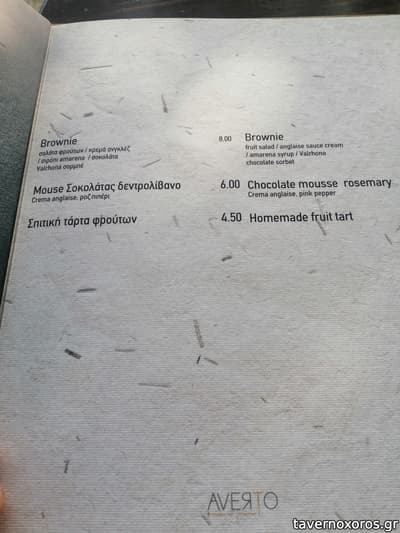 Brownie
σαλάτα φρούτων / κρεμά ανγκλέζ
/ σιρόπι amarena / σοκολάτα
Valrhona σορμπέ
8.00 Brownie
fruit salad / anglaise sauce cream
/ amarena syrup / Valrhona
chocolate sorbet
Mouse Σοκολάτας δεντρολίβανο
Crema anglaise, ροζ πιπέρι
6.00 Chocolate mousse rosemary
Crema anglaise, pink pepper
Σπιτική τάρτα φρούτων
4.50 Homemade fruit tart
AVERTO
tavernoxoros.gr